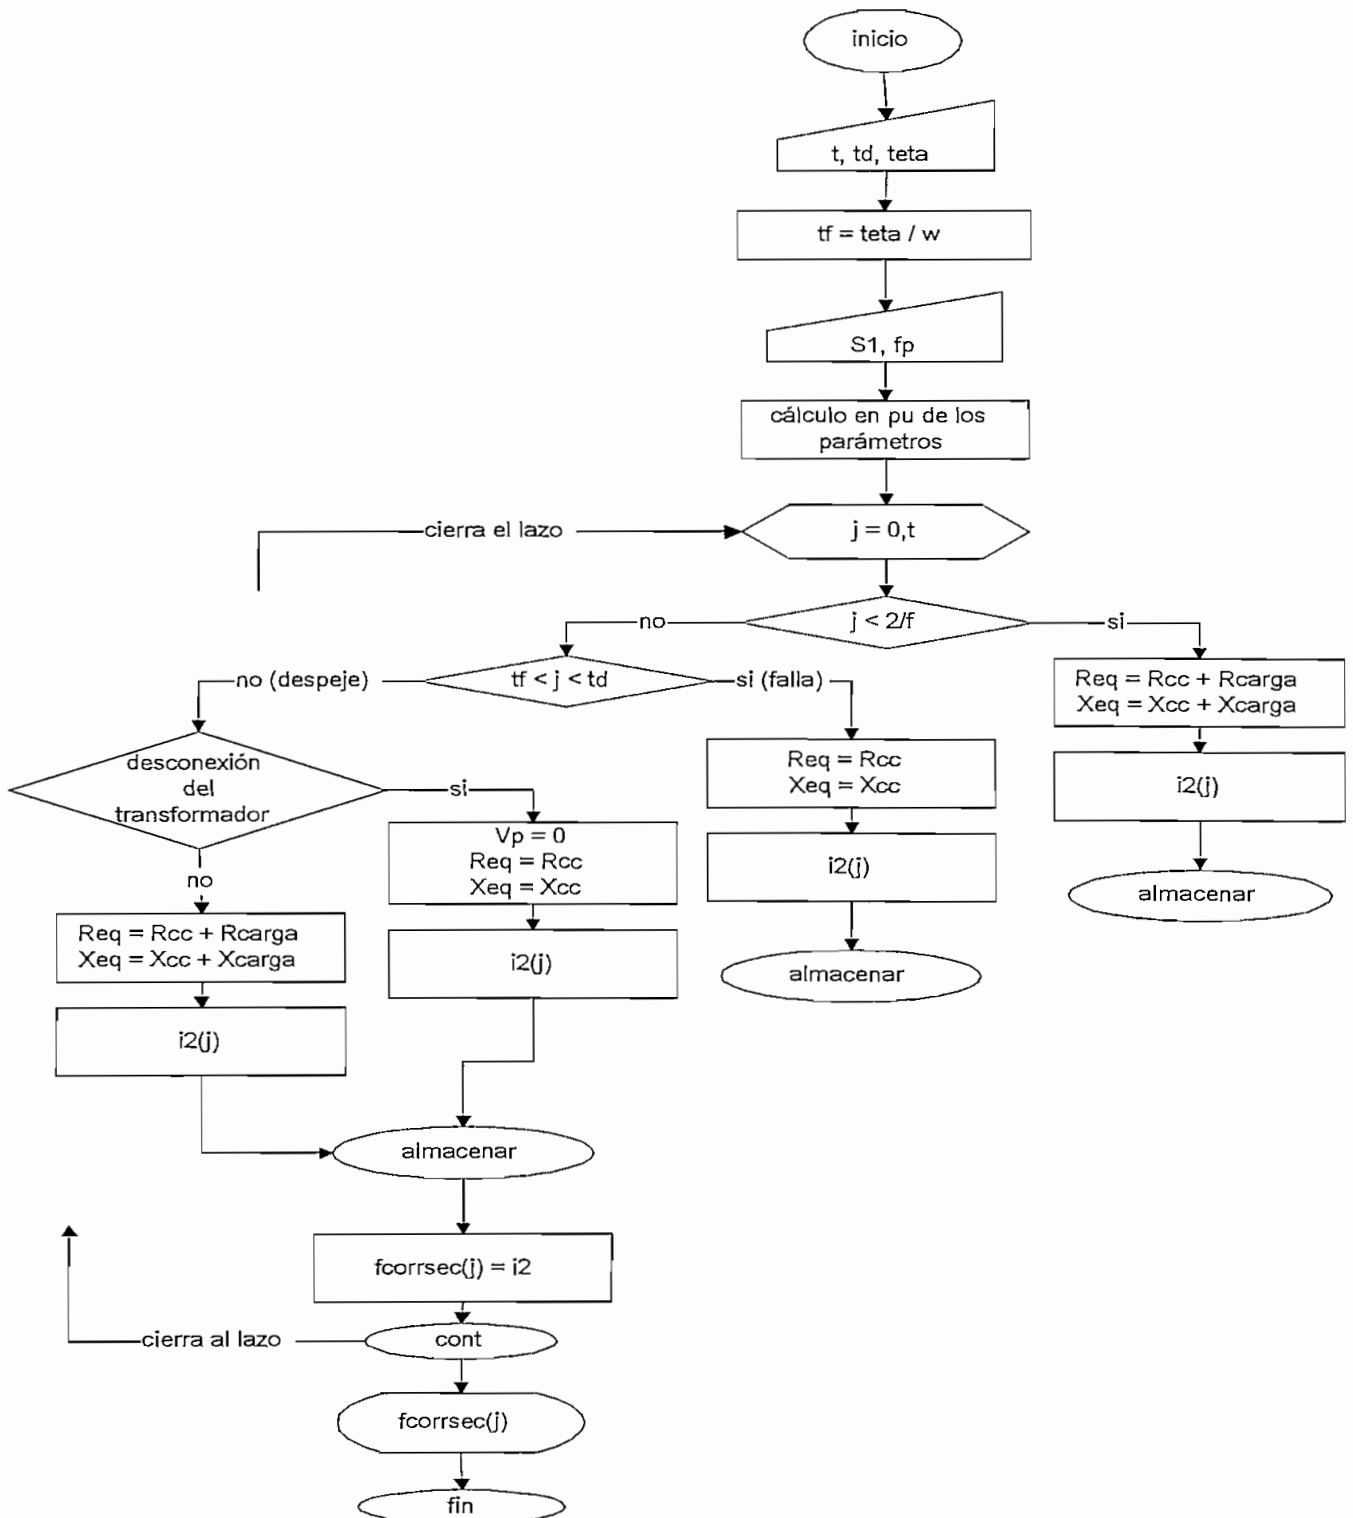 inicio
t, td, teta
tf = teta / w
S1, fp
cálculo en pu de los
parámetros
cierra el lazo
j = 0,t
no
j < 2/f
si
no (despeje)
tf < j < td
si (falla)
Req = Rcc + Rcarga
Xeq = Xcc + Xcarga
desconexión
del
transformador
si
Req = Rcc
Xeq = Xcc
i2(j)
Vp = 0
Req = Rcc
Xeq = Xcc
no
i2(j)
almacenar
Req = Rcc + Rcarga
Xeq = Xcc + Xcarga
i2(j)
almacenar
i2(j)
almacenar
fcorrsec(j) = i2
cierra al lazo
cont
fcorrsec(j)
fin